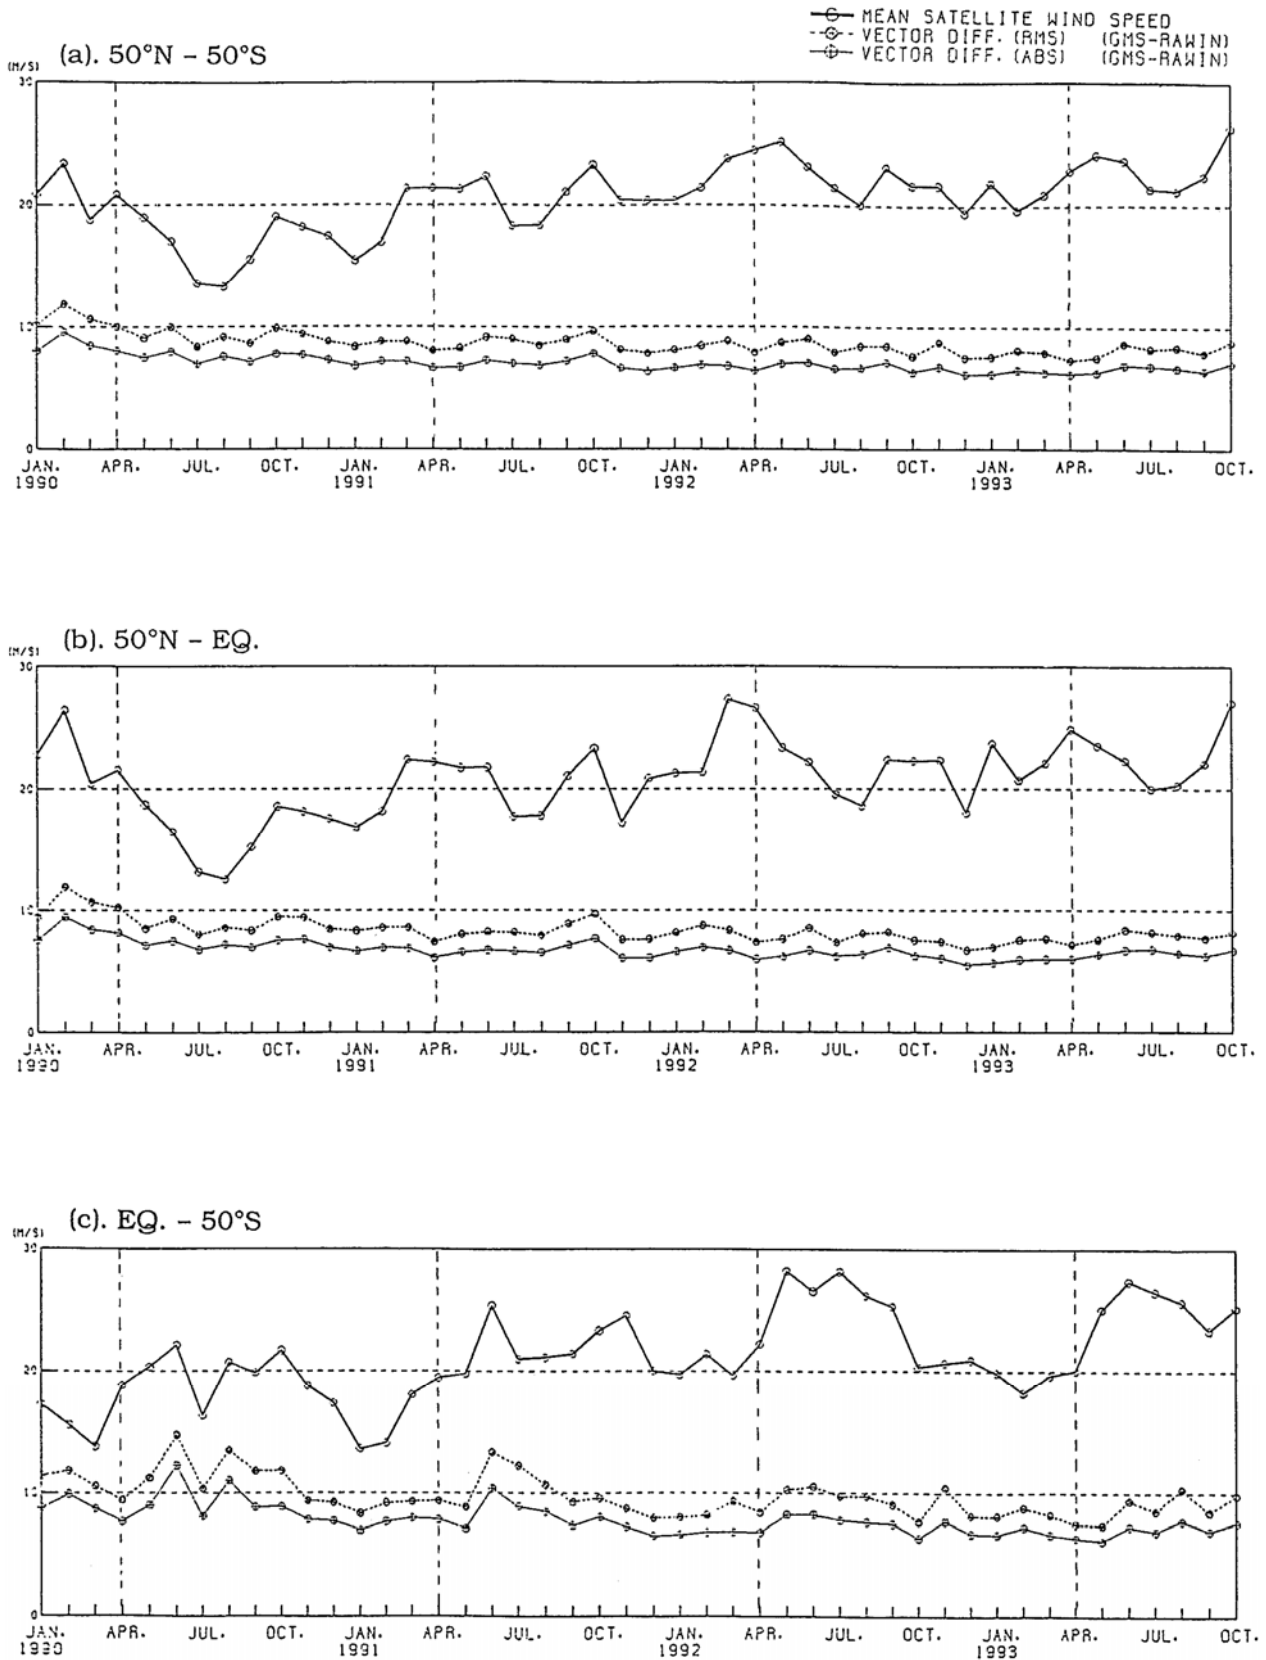 MEAN SATELLITE WIND SPEED
VECTOR DIFF. (RMS) (GMS-RAWIN)
VECTOR DIFF. (ABS) (GMS-RAWIN)
(a). 50°N – 50°S
(M/S)
30
20
10
0
JAN. APR. JUL. OCT. JAN. APR. JUL. OCT. JAN. APR. JUL. OCT. JAN. APR. JUL. OCT.
1990 1991 1992 1993
(b). 50°N – EQ.
(M/S)
30
20
10
0
JAN. APR. JUL. OCT. JAN. APR. JUL. OCT. JAN. APR. JUL. OCT. JAN. APR. JUL. OCT.
1990 1991 1992 1993
(c). EQ. – 50°S
(M/S)
30
20
10
0
JAN. APR. JUL. OCT. JAN. APR. JUL. OCT. JAN. APR. JUL. OCT. JAN. APR. JUL. OCT.
1990 1991 1992 1993